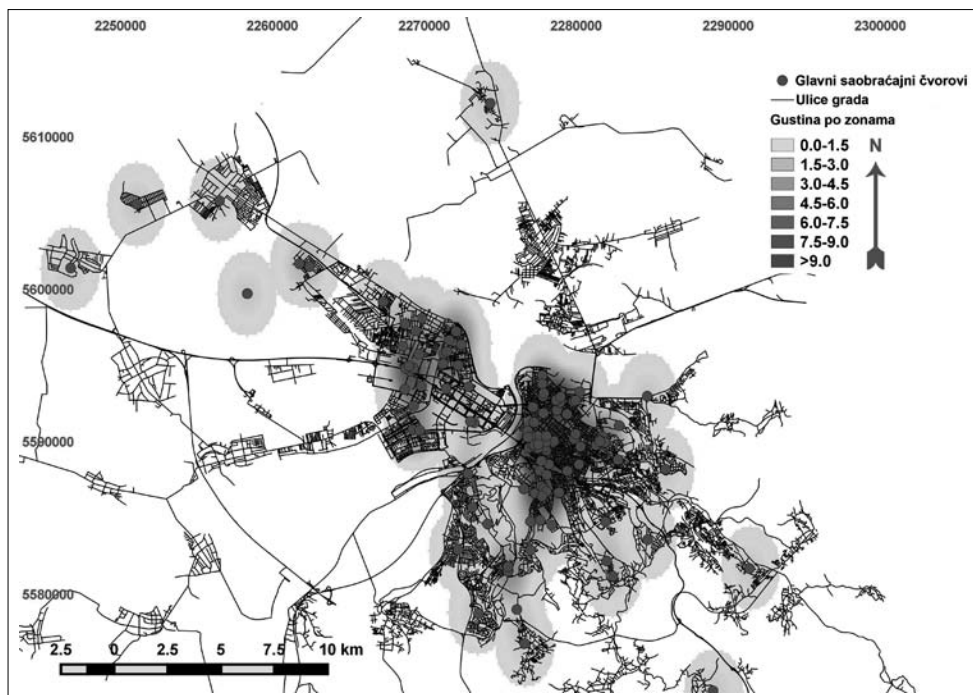 2250000 2260000 2270000 2280000 2290000 2300000
Glavni saobraćajni čvorovi
Ulice grada
Gustina po zonama
5610000
0.0-1.5 N
1.5-3.0
3.0-4.5
4.5-6.0
6.0-7.5
7.5-9.0
>9.0
5600000
5590000
5580000
2.5 0 2.5 5 7.5 10 km